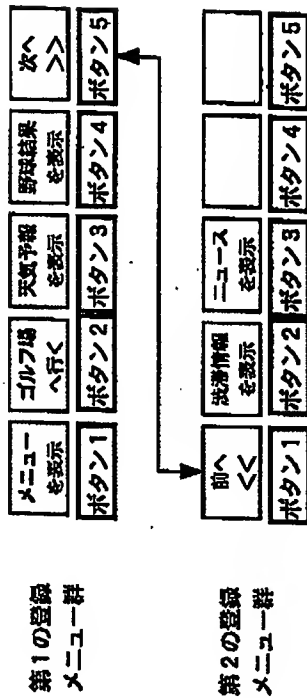 第1の登録
メニュー群
メニュー
を表示
ゴルフ場
へ行く
天気予報
を表示
野球結果
を表示
次へ
>>
ボタン1
ボタン2
ボタン3
ボタン4
ボタン5
第2の登録
メニュー群
前へ
<<
渋滞情報
を表示
ニュース
を表示
ボタン1
ボタン2
ボタン3
ボタン4
ボタン5